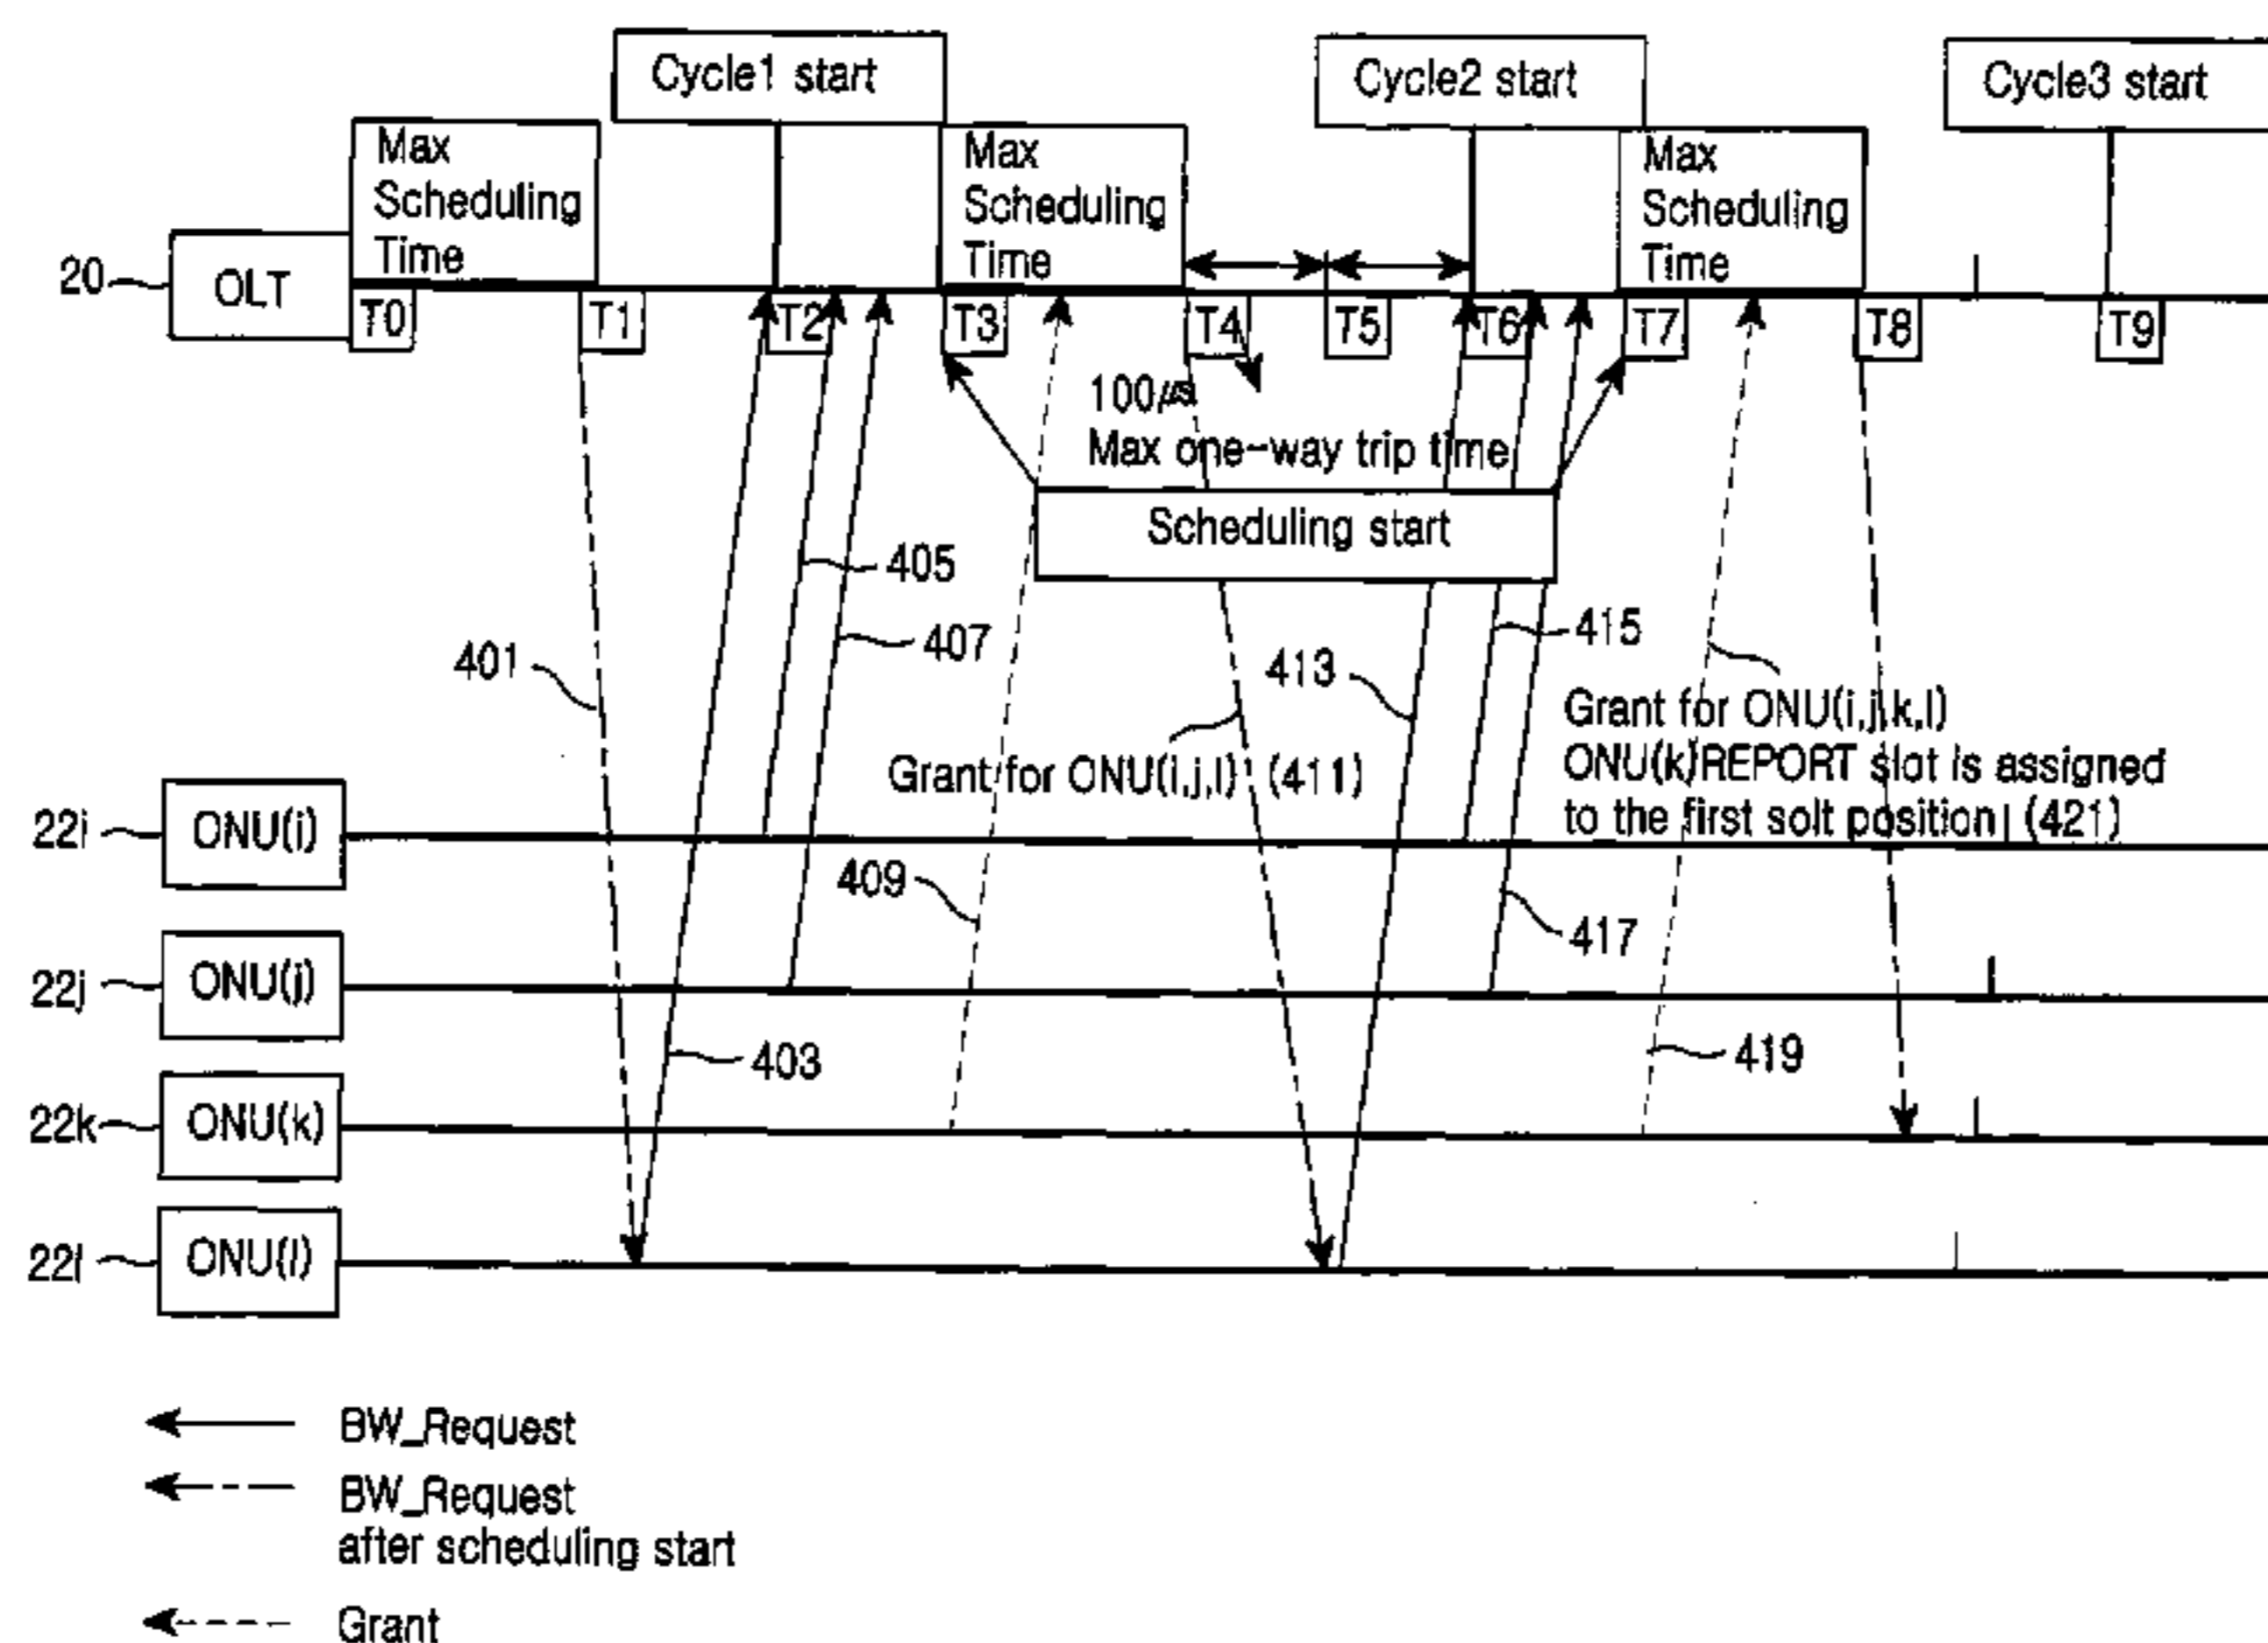 Cycle1 start
Cycle2 start
Cycle3 start
Max
Scheduling
Time
Max
Scheduling
Time
Max
Scheduling
Time
20
OLT
T0
T1
T2
T3
T4
T5
T6
T7
T8
T9
100μs
Max one-way trip time
Scheduling start
405
407
401
413
415
Grant for ONU(i,j,l) (411)
Grant for ONU(i,j,k,l)
ONU(k)REPORT slot is assigned
to the first solt position (421)
22i
ONU(i)
409
417
22j
ONU(j)
403
419
22k
ONU(k)
22l
ONU(l)
BW_Request
BW_Request
after scheduling start
Grant